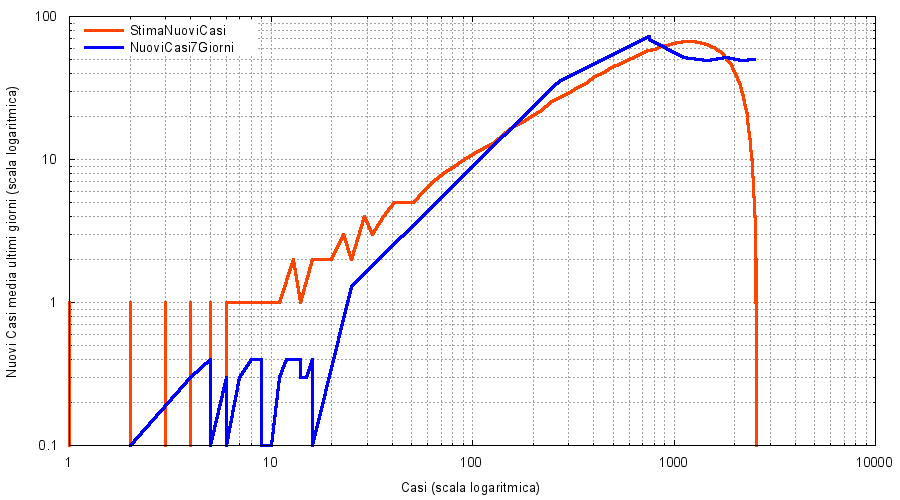 100
StimaNuoviCasi
NuoviCasi7Giorni
10
1
0.1
Nuovi Casi media ultimi giorni (scala logaritmica)
1
10
100
1000
10000
Casi (scala logaritmica)